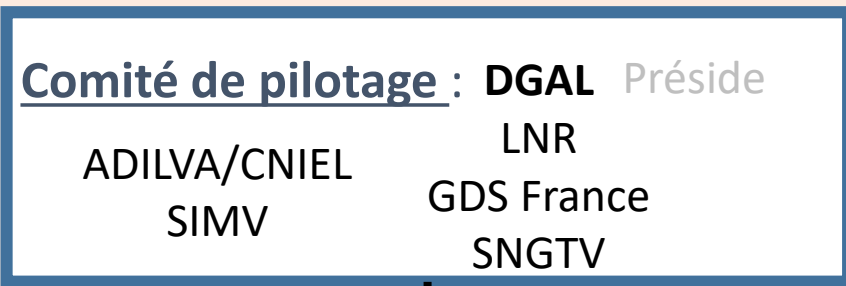 Comité de pilotage : DGAL Préside
ADILVA/CNIEL
SIMV
LNR
GDS France
SNGTV